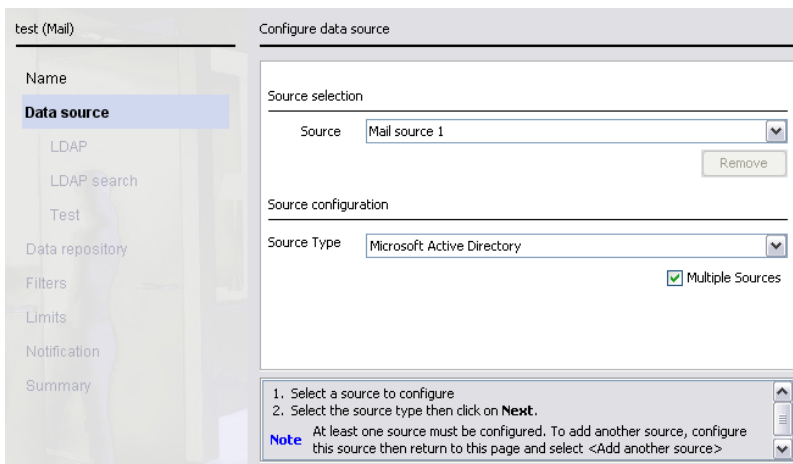 test (Mail)
Configure data source
Name
Data source
LDAP
LDAP search
Test
Data repository
Filters
Limits
Notification
Summary
Source selection
Source
Mail source 1
Remove
Source configuration
Source Type
Microsoft Active Directory
Multiple Sources
1. Select a source to configure
2. Select the source type then click on Next.
Note At least one source must be configured. To add another source, configure
this source then return to this page and select <Add another source>